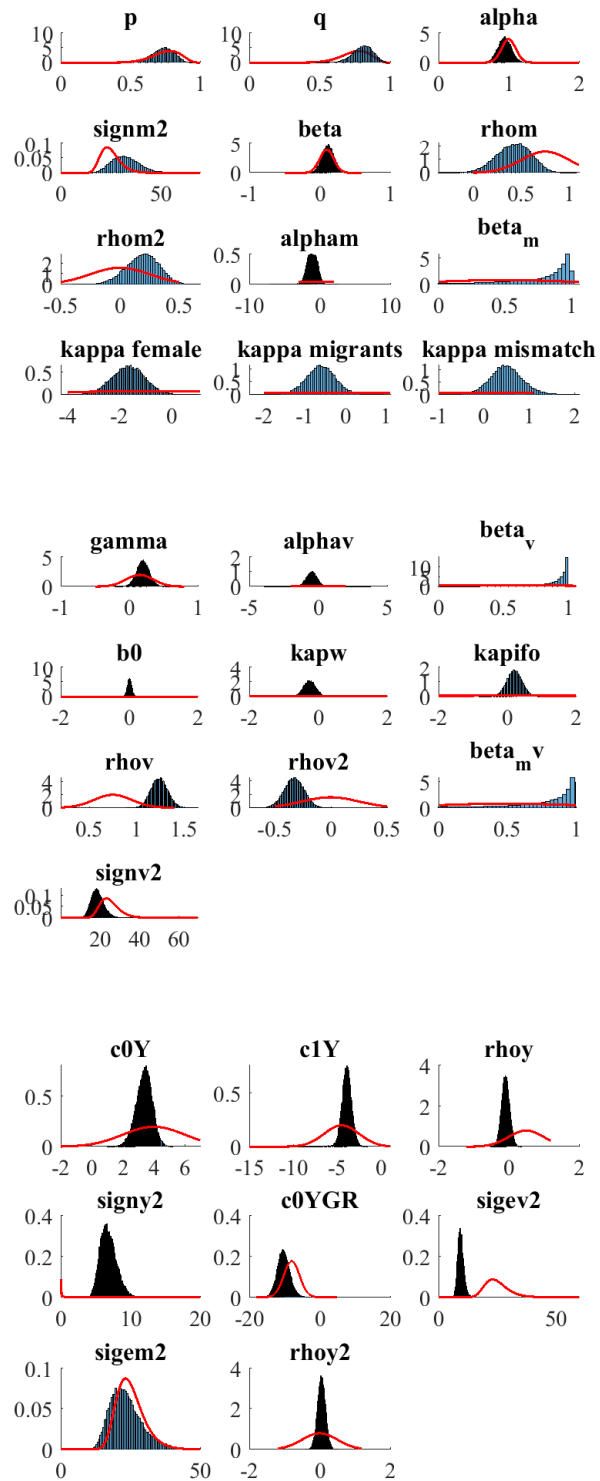 p q alpha
10 5 0 10 5 0 5 0
0 0.5 1 0 0.5 1 0 1 2
signm2 beta rhom
0.1 0.05 0 5 0 2 0
0 50 -1 0 1 0 0.5 1
rhom2 alpham beta_m
2 1 0 0.5 0 5 0
-0.5 0 0.5 -10 0 10 0 0.5 1
kappa female kappa migrants kappa mismatch
0.5 0 1 0.5 0 1 0.5 0
-4 -2 0 -2 -1 0 1 -1 0 1 2
gamma alphav beta_v
5 0 2 1 0 10 5 0
-1 0 1 -5 0 5 0 0.5 1
b0 kapw kapifo
10 5 0 4 2 0 2 1 0
-2 0 2 -2 0 2 -2 0 2
rhov rhov2 beta_mv
4 2 0 4 2 0 5 0
0.5 1 1.5 -0.5 0 0.5 0 0.5 1
signv2
0.1 0.05 0
20 40 60
c0Y c1Y rhoy
0.5 0 0.5 0 4 2 0
-2 0 2 4 6 -15 -10 -5 0 -2 0 2
signy2 c0YGR sigev2
0.4 0.2 0 0.4 0.2 0 0.4 0.2 0
0 10 20 -20 0 20 0 50
sigem2 rhoy2
0.1 0.05 0 4 2 0
0 50 -2 0 2